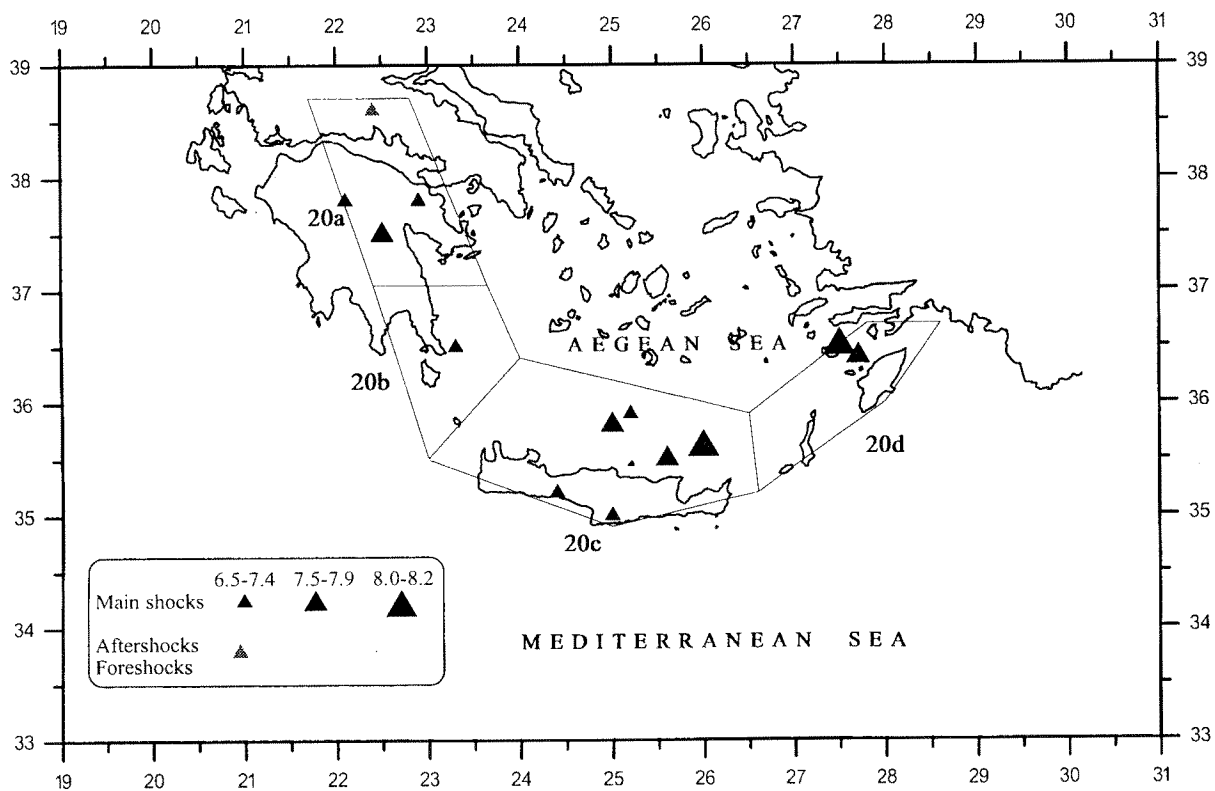 19 20 21 22 23 24 25 26 27 28 29 30 31
39 39
38 38
20a
37 37
AEGEAN SEA
20b
36 36
20d
35 35
20c
6.5-7.4 7.5-7.9 8.0-8.2
Main shocks
34 34
MEDITERRANEAN SEA
Aftershocks
Foreshocks
33 33
19 20 21 22 23 24 25 26 27 28 29 30 31